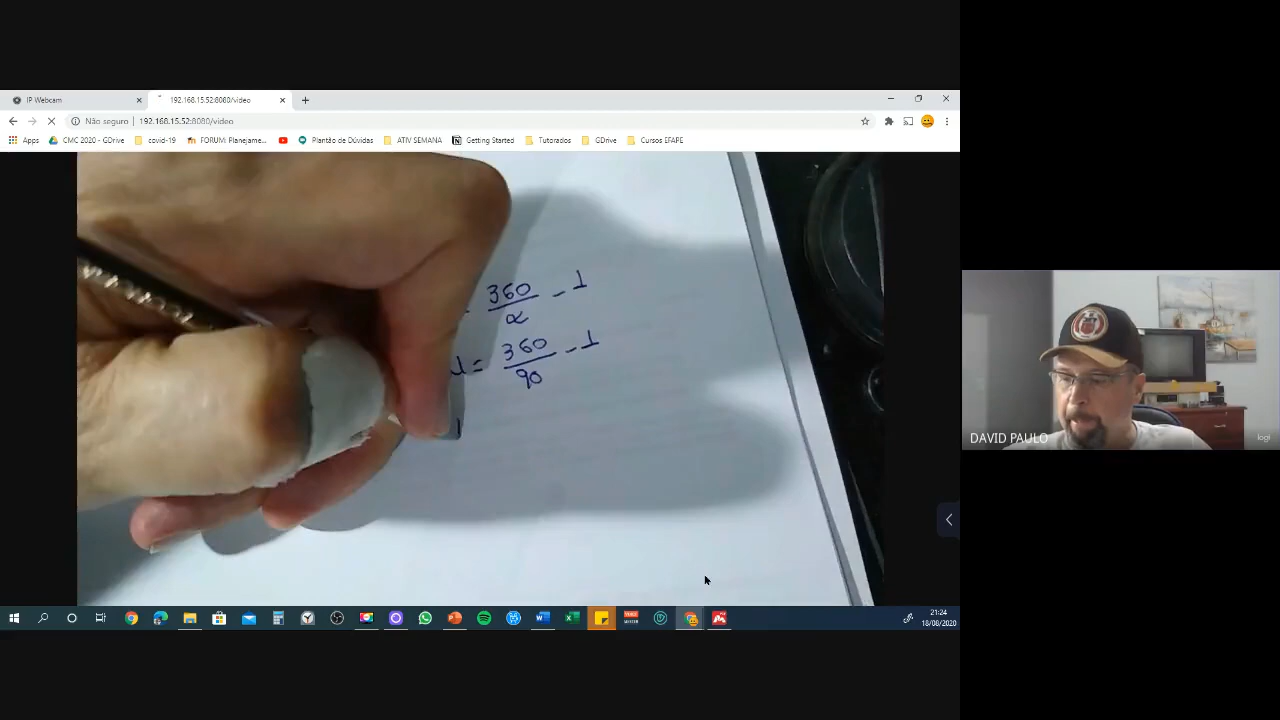 IP Webcam
192.168.15.52:8080/video
Não seguro | 192.168.15.52:8080/video
Apps
CMC 2020 - GDrive
covid-19
FORUM: Planejame...
Plantão de Dúvidas
ATIV SEMANA
Getting Started
Tutorados
GDrive
Cursos EFAPE
360/α - 1
= 360/90 - 1
DAVID PAULO
logi
21:24
18/08/2020